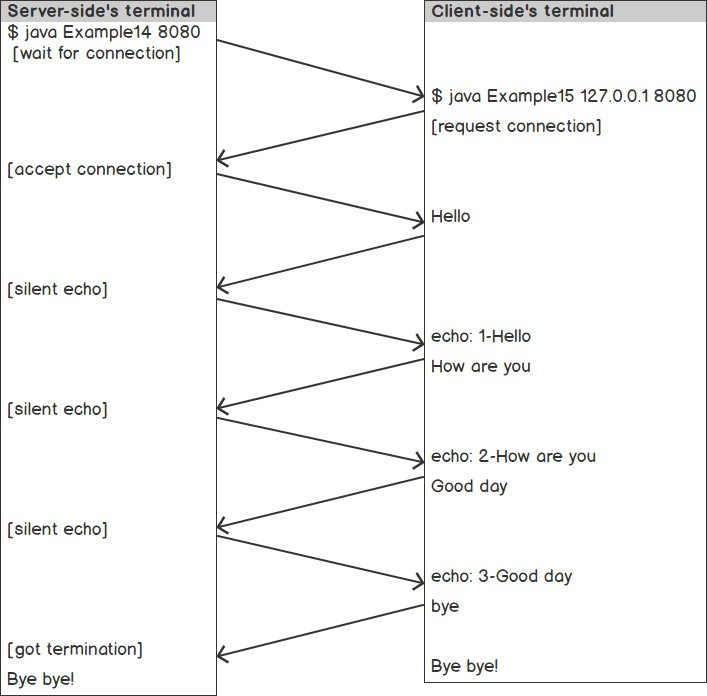 Server-side's terminal
$ java Example14 8080
[wait for connection]
[accept connection]
[silent echo]
[silent echo]
[silent echo]
[got termination]
Bye bye!
Client-side's terminal
$ java Example15 127.0.0.1 8080
[request connection]
Hello
echo: 1-Hello
How are you
echo: 2-How are you
Good day
echo: 3-Good day
bye
Bye bye!